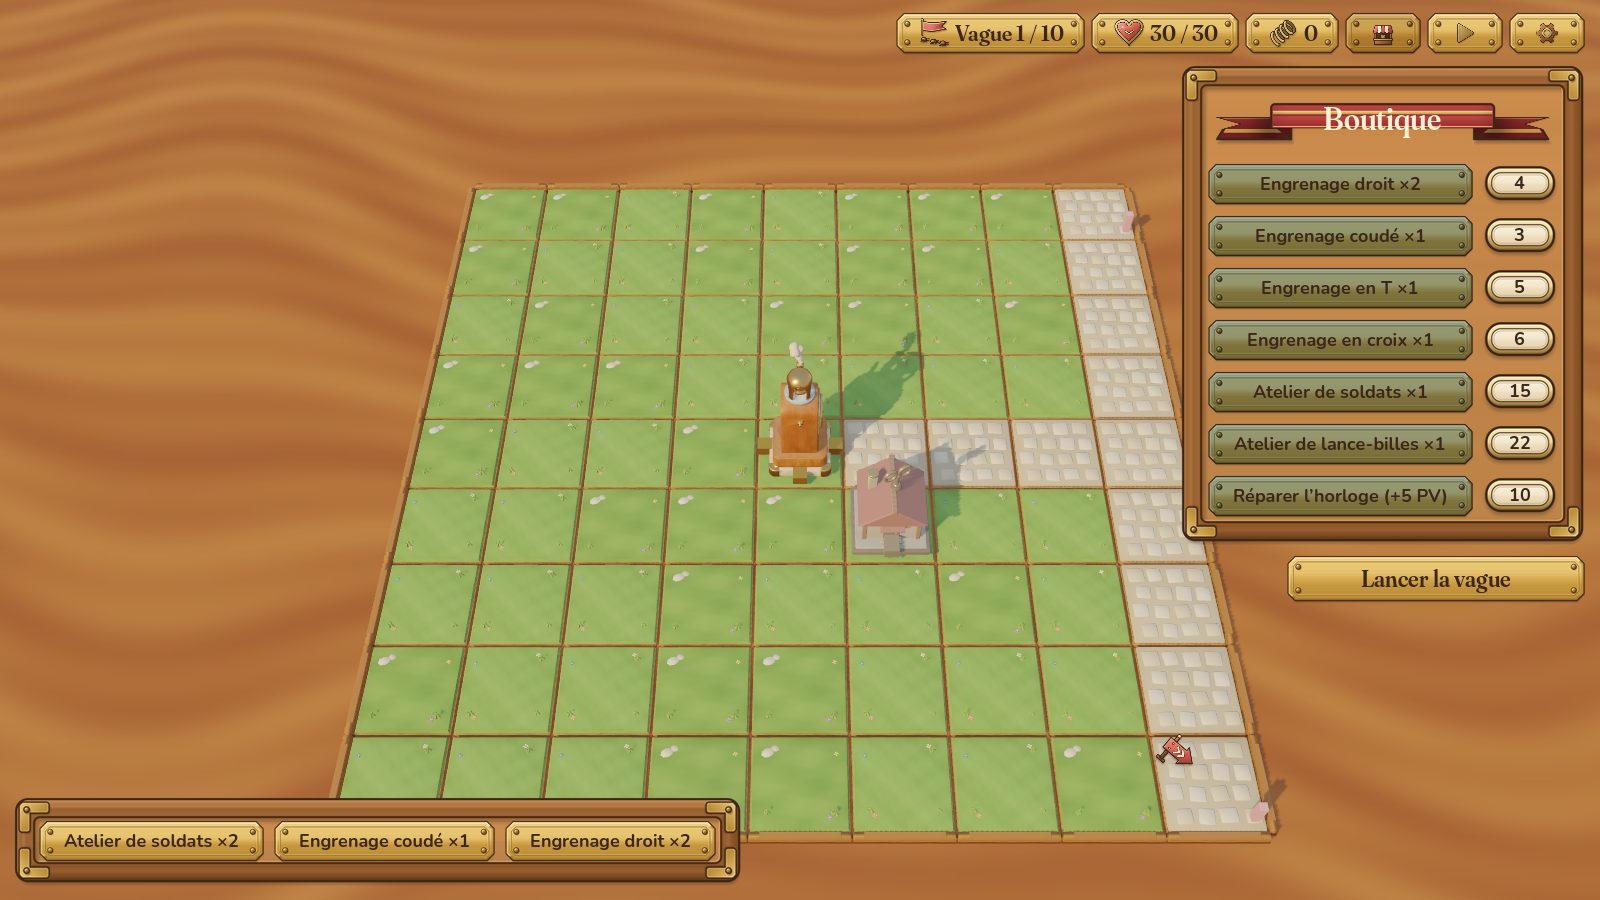 Vague 1 / 10
30 / 30
0
Boutique
Engrenage droit ×2
4
Engrenage coudé ×1
3
Engrenage en T ×1
5
Engrenage en croix ×1
6
Atelier de soldats ×1
15
Atelier de lance-billes ×1
22
Réparer l’horloge (+5 PV)
10
Lancer la vague
Atelier de soldats ×2
Engrenage coudé ×1
Engrenage droit ×2